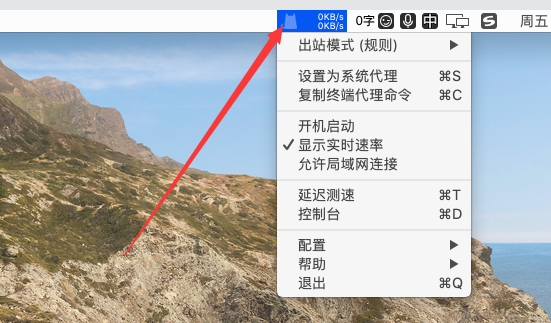 0KB/s
0KB/s
0字 中 S 周五
出站模式 (规则)
设置为系统代理 ⌘S
复制终端代理命令 ⌘C
开机启动
显示实时速率
允许局域网连接
延迟测速 ⌘T
控制台 ⌘D
配置
帮助
退出 ⌘Q